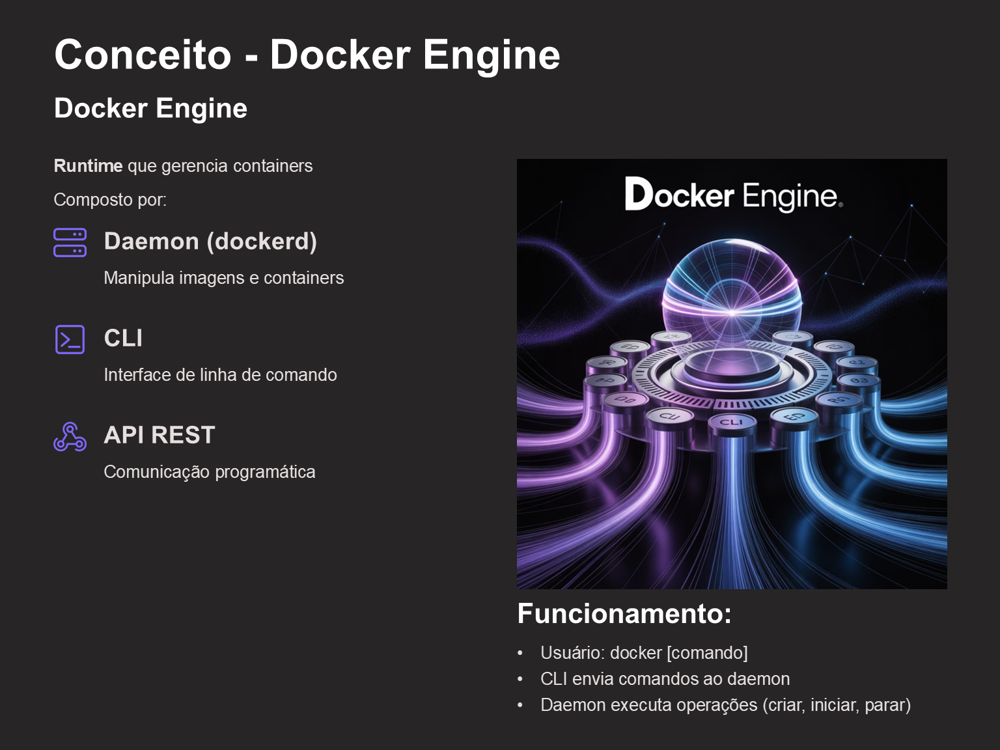 Conceito - Docker Engine
Docker Engine
Runtime que gerencia containers
Composto por:
Daemon (dockerd)
Manipula imagens e containers
CLI
Interface de linha de comando
API REST
Comunicação programática
Docker Engine
CLI
Funcionamento:
• Usuário: docker [comando]
• CLI envia comandos ao daemon
• Daemon executa operações (criar, iniciar, parar)